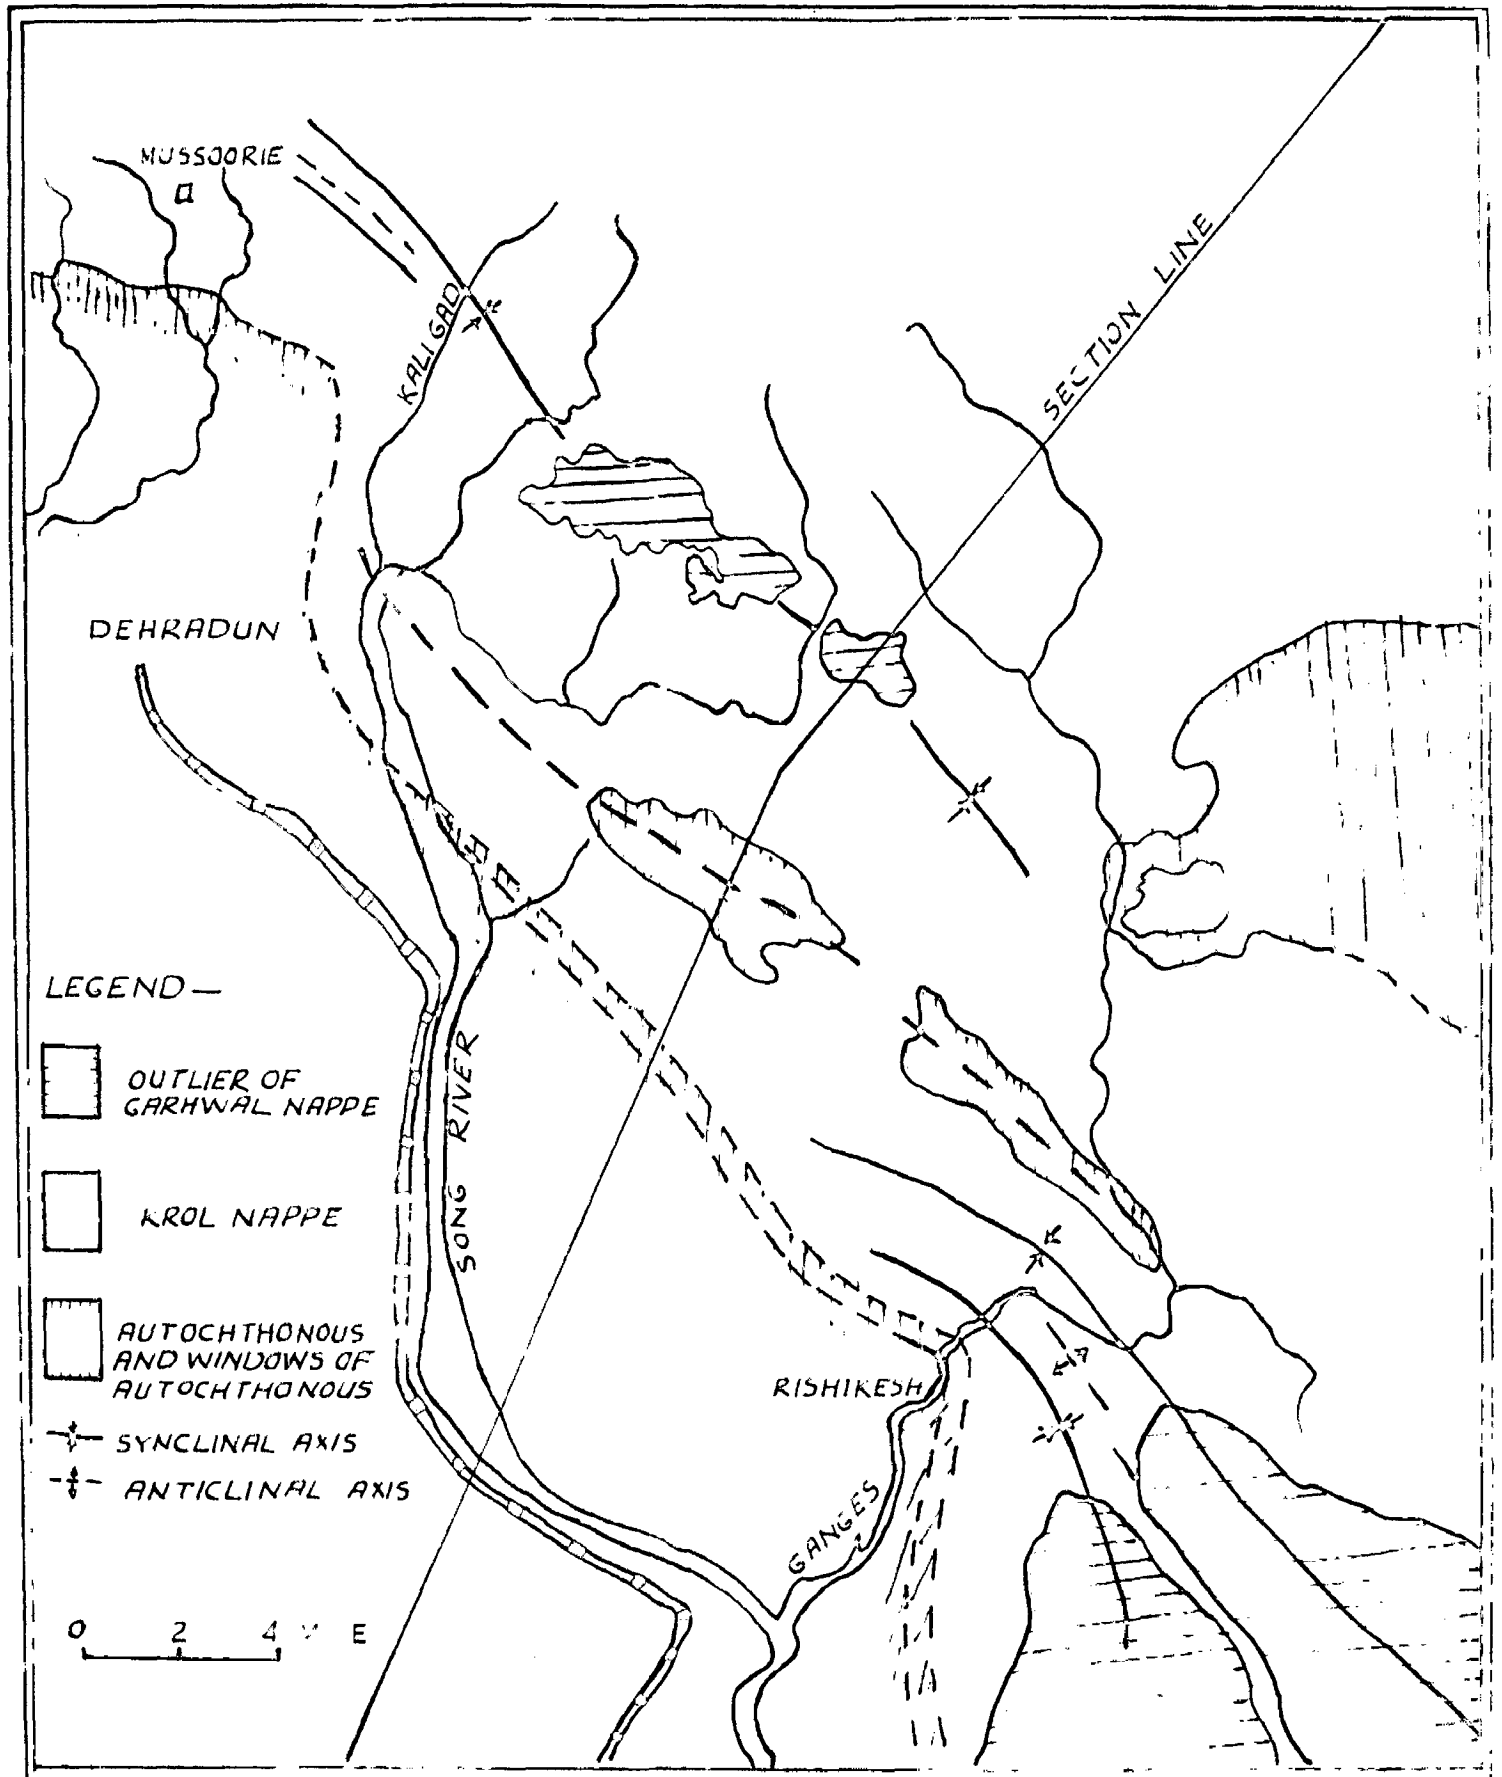 MUSSOORIE
KALIGAD
SECTION LINE
DEHRADUN
LEGEND —
OUTLIER OF
GARHWAL NAPPE
KROL NAPPE
AUTOCHTHONOUS
AND WINDOWS OF
AUTOCHTHONOUS
SYNCLINAL AXIS
ANTICLINAL AXIS
SONG RIVER
RISHIKESH
GANGES
0 2 4